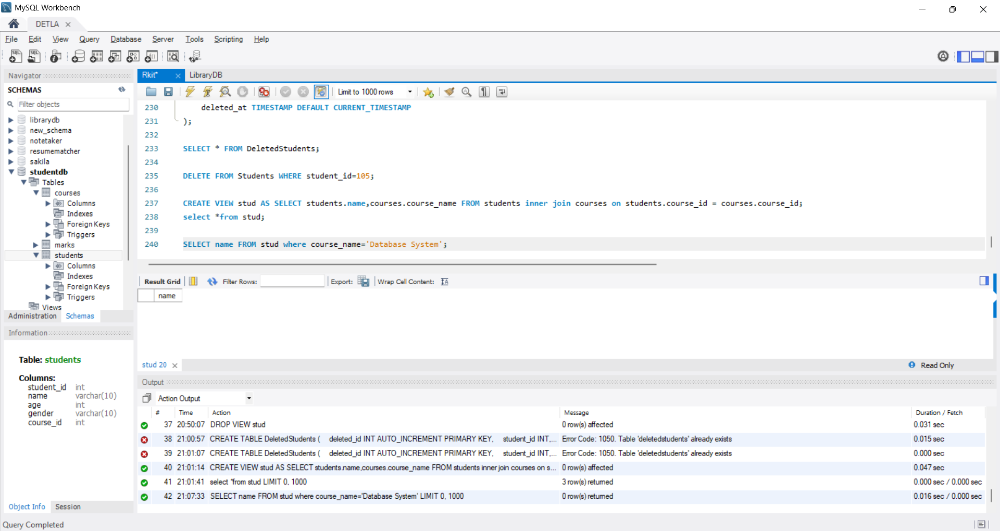 MySQL Workbench
DETLA
File Edit View Query Database Server Tools Scripting Help
Navigator
SCHEMAS
Filter objects
librarydb
new_schema
notetaker
resumematcher
sakila
studentdb
Tables
courses
Columns
Indexes
Foreign Keys
Triggers
marks
students
Columns
Indexes
Foreign Keys
Triggers
Views
Administration Schemas
Information
Table: students
Columns:
student_id int
name varchar(10)
age int
gender varchar(10)
course_id int
Object Info Session
Rkit* LibraryDB
Limit to 1000 rows
230 deleted_at TIMESTAMP DEFAULT CURRENT_TIMESTAMP
231 );
232
233 SELECT * FROM DeletedStudents;
234
235 DELETE FROM Students WHERE student_id=105;
236
237 CREATE VIEW stud AS SELECT students.name,courses.course_name FROM students inner join courses on students.course_id = courses.course_id;
238 select *from stud;
239
240 SELECT name FROM stud where course_name='Database System';
Result Grid Filter Rows: Export: Wrap Cell Content:
name
stud 20 Read Only
Output
Action Output
# Time Action Message Duration / Fetch
37 20:50:07 DROP VIEW stud 0 row(s) affected 0.031 sec
38 21:00:57 CREATE TABLE DeletedStudents ( deleted_id INT AUTO_INCREMENT PRIMARY KEY, student_id INT,... Error Code: 1050. Table 'deletedstudents' already exists 0.015 sec
39 21:01:07 CREATE TABLE DeletedStudents ( deleted_id INT AUTO_INCREMENT PRIMARY KEY, student_id INT,... Error Code: 1050. Table 'deletedstudents' already exists 0.000 sec
40 21:01:14 CREATE VIEW stud AS SELECT students.name,courses.course_name FROM students inner join courses on s... 0 row(s) affected 0.047 sec
41 21:01:41 select *from stud LIMIT 0, 1000 3 row(s) returned 0.000 sec / 0.000 sec
42 21:07:33 SELECT name FROM stud where course_name='Database System' LIMIT 0, 1000 0 row(s) returned 0.016 sec / 0.000 sec
Query Completed